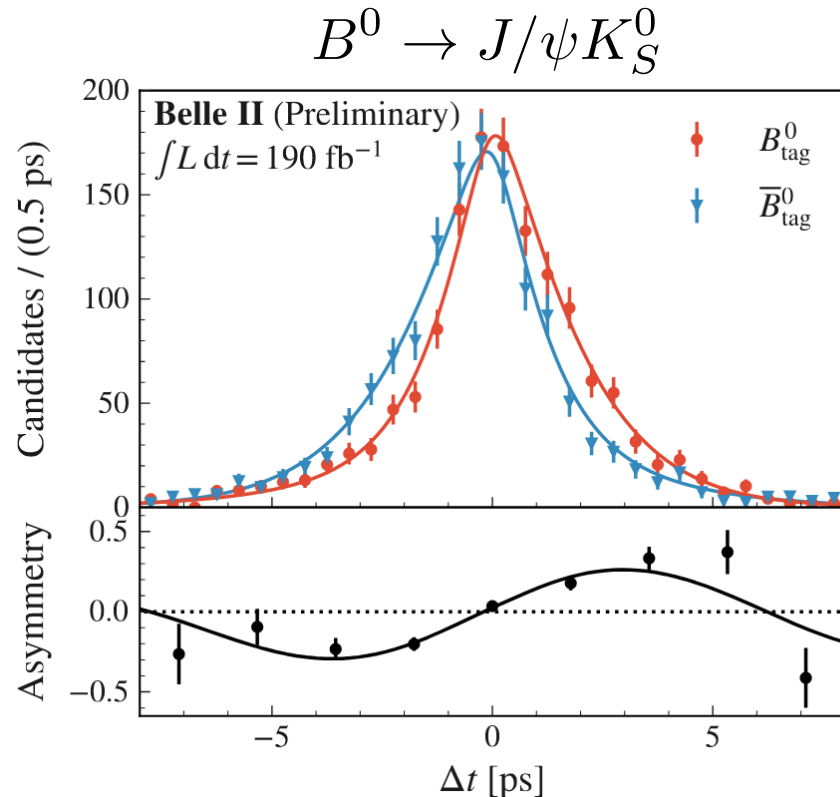 B⁰ → J/ψK⁰_S
Belle II (Preliminary)
∫L dt = 190 fb⁻¹
B⁰_tag
B̅⁰_tag
Candidates / (0.5 ps)
200
150
100
50
0
Asymmetry
0.5
0.0
−0.5
−5 0 5
Δt [ps]